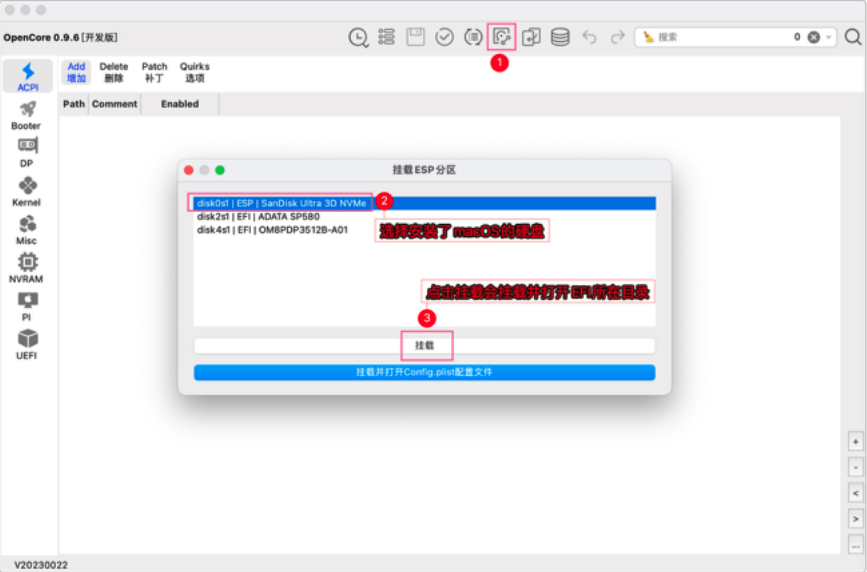 OpenCore 0.9.6 [开发版]
搜索
0
1
ACPI
Booter
DP
Kernel
Misc
NVRAM
PI
UEFI
Add Delete Patch Quirks
增加 删除 补丁 选项
Path Comment Enabled
挂载ESP分区
disk0s1 | ESP | SanDisk Ultra 3D NVMe
2
disk2s1 | EFI | ADATA SP580
disk4s1 | EFI | OM8PDP3512B-A01
选择安装了macOS的硬盘
点击挂载会挂载并打开EFI所在目录
3
挂载
挂载并打开Config.plist配置文件
+
-
<
>
...
V20230022